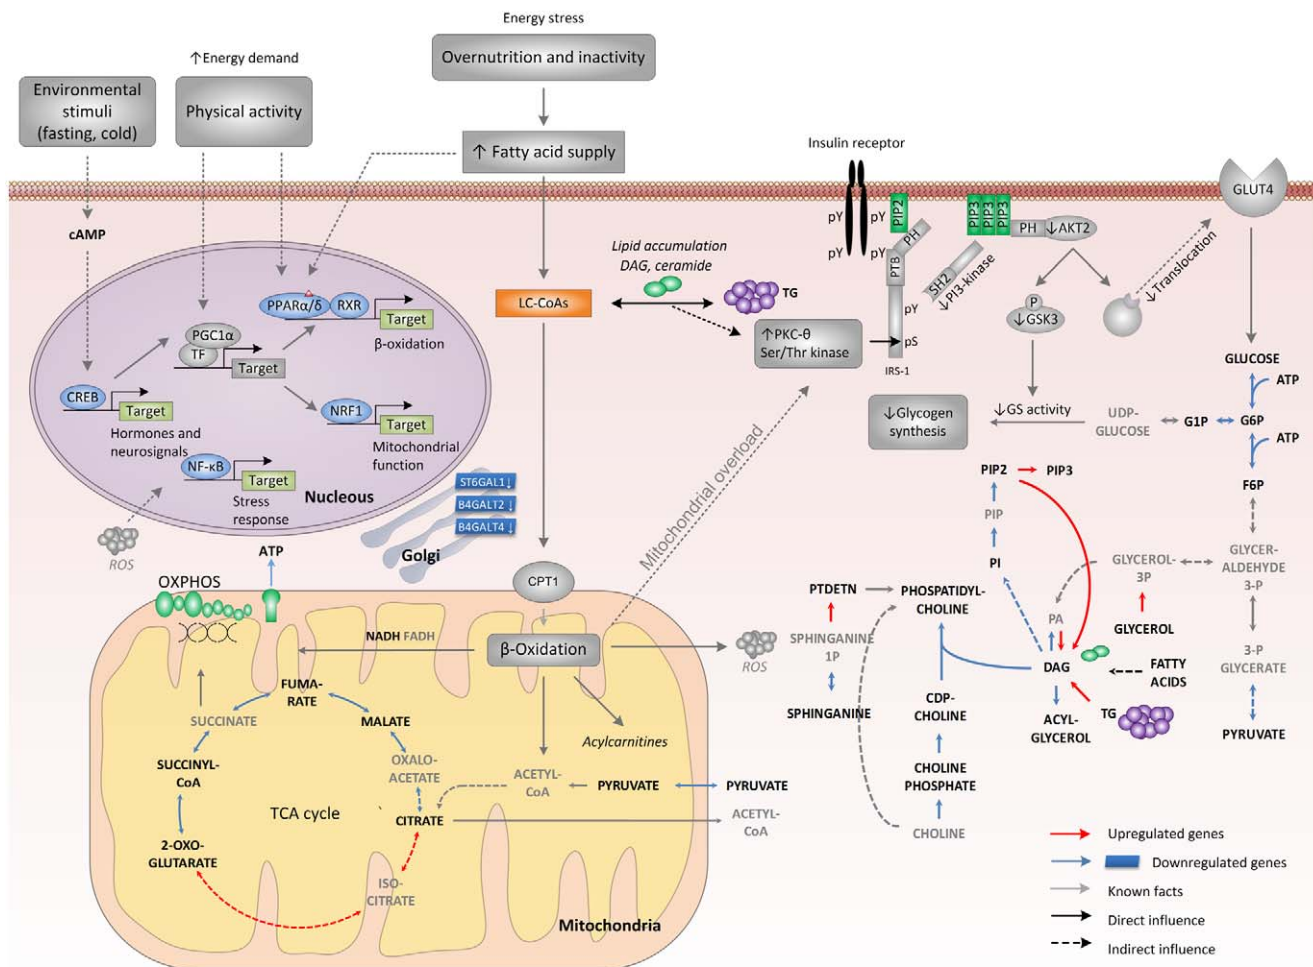 Energy stress
Overnutrition and inactivity
↑Energy demand
Environmental
stimuli
(fasting, cold)
Physical activity
↑ Fatty acid supply
Insulin receptor
GLUT4
cAMP
pY
pY
PIP2
pY
pY
PH
PTB
pY
pS
IRS-1
PIP3
PIP3
PIP3
PH
↓AKT2
SH2
↓PI3-kinase
↓Translocation
P
↓GSK3
Lipid accumulation
DAG, ceramide
LC-CoAs
TG
↑PKC-θ
Ser/Thr kinase
PPARα/δ
RXR
Target
β-oxidation
PGC1α
TF
Target
CREB
Target
Hormones and
neurosignals
NRF1
Target
Mitochondrial
function
NF-κB
Target
Stress
response
Nucleous
ROS
ST6GAL1↓
B4GALT2↓
B4GALT4↓
Golgi
Mitochondrial overload
↓Glycogen
synthesis
↓GS activity
UDP-
GLUCOSE
G1P
G6P
GLUCOSE
ATP
ATP
F6P
PIP2
PIP3
PIP
PI
GLYCEROL-
3P
GLYCER-
ALDEHYDE
3-P
PA
GLYCEROL
3-P
GLYCERATE
DAG
FATTY
ACIDS
TG
ACYL-
GLYCEROL
PYRUVATE
ATP
OXPHOS
CPT1
NADH FADH
β-Oxidation
ROS
PTDETN
PHOSPATIDYL-
CHOLINE
SPHINGANINE
1P
SPHINGANINE
CDP-
CHOLINE
CHOLINE
PHOSPHATE
CHOLINE
FUMA-
RATE
SUCCINATE
MALATE
Acylcarnitines
SUCCINYL-
CoA
OXALO-
ACETATE
ACETYL-
CoA
PYRUVATE
PYRUVATE
TCA cycle
CITRATE
ACETYL-
CoA
2-OXO-
GLUTARATE
ISO-
CITRATE
Mitochondria
Upregulated genes
Downregulated genes
Known facts
Direct influence
Indirect influence